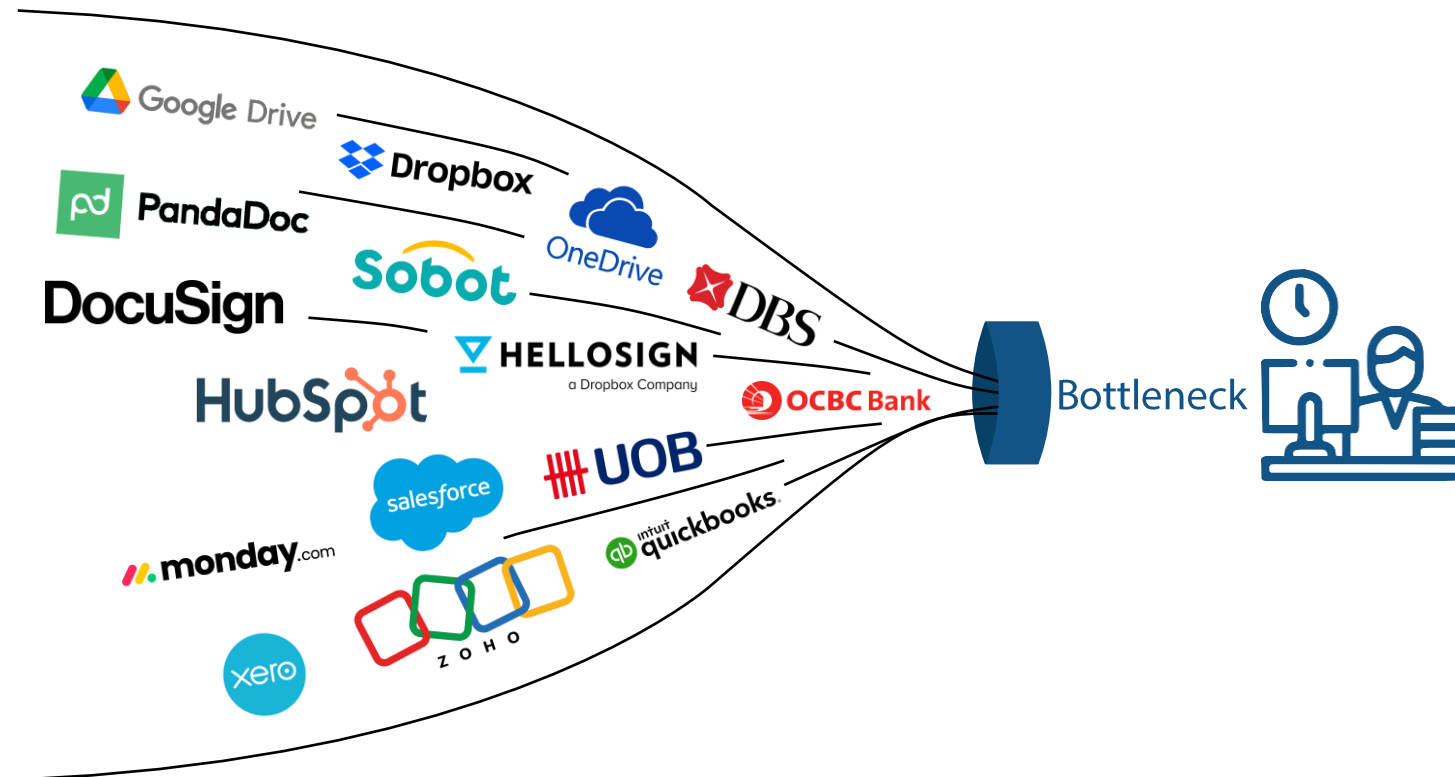 Google Drive
Dropbox
PandaDoc
OneDrive
Sobot
DBS
DocuSign
HELLOSIGN
a Dropbox Company
HubSpot
OCBC Bank
UOB
salesforce
intuit
quickbooks.
monday.com
ZOHO
xero
Bottleneck